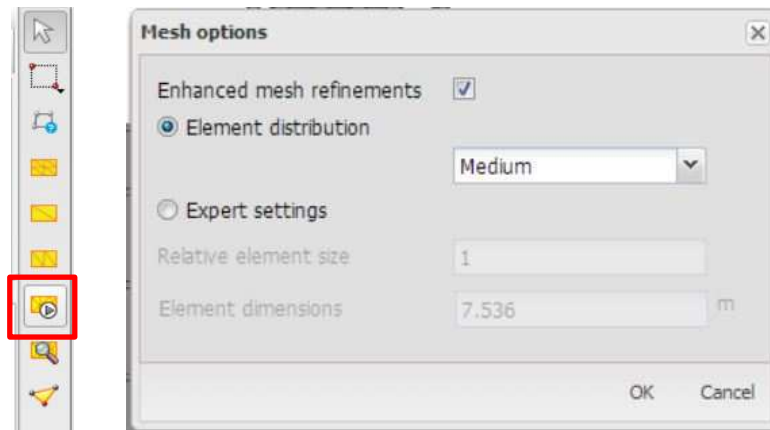 Mesh options
Enhanced mesh refinements
Element distribution
Medium
Expert settings
Relative element size 1
Element dimensions 7.536 m
OK Cancel